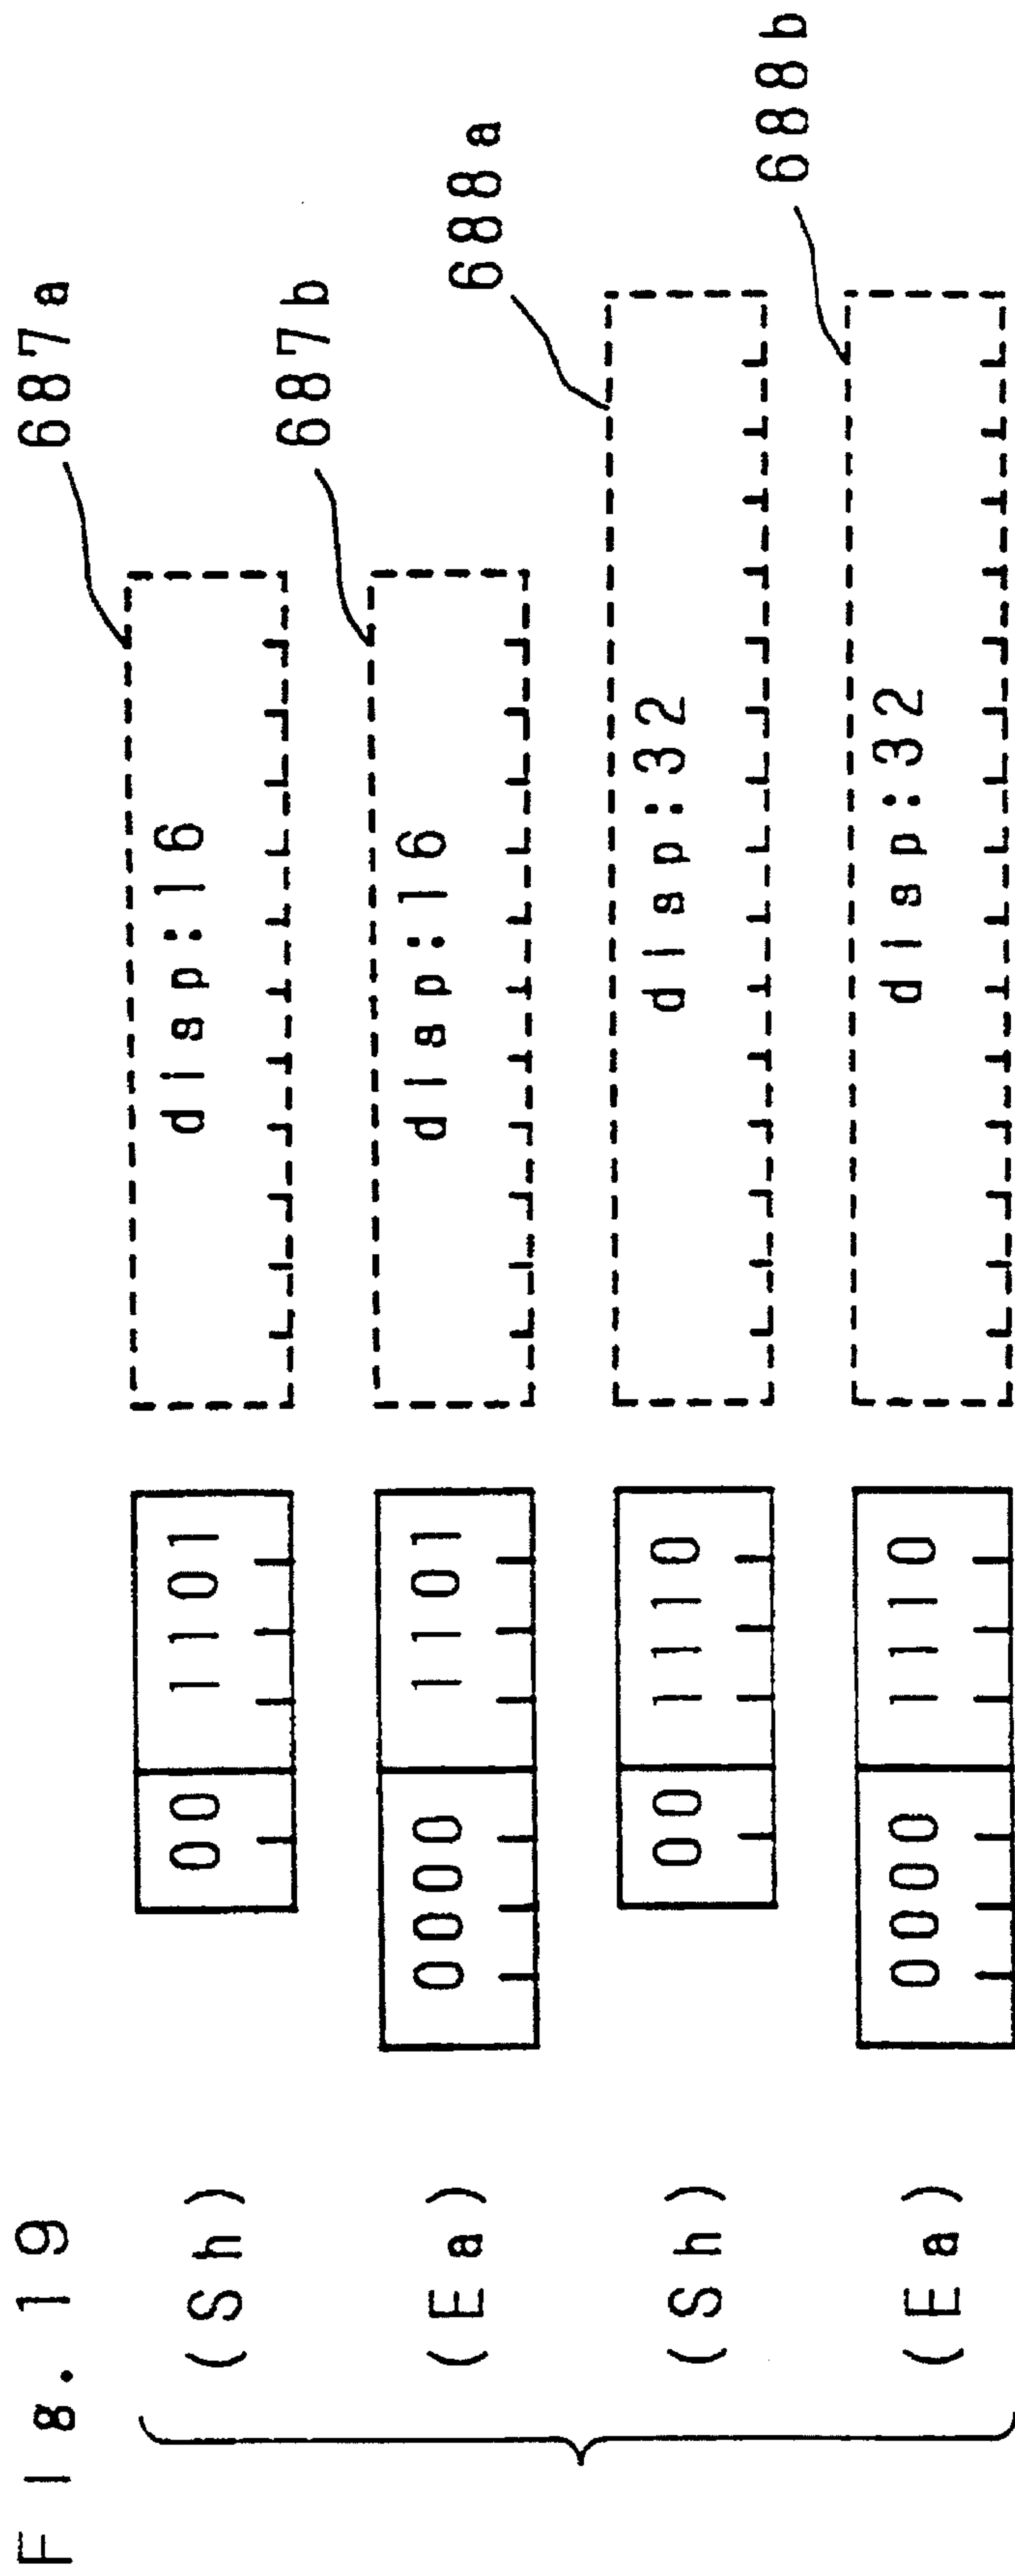 Fig. 19
687a
(Sh) 00 1101 disp:16
687b
(Ea) 0000 1101 disp:16
688a
(Sh) 00 1110 disp:32
688b
(Ea) 0000 1110 disp:32